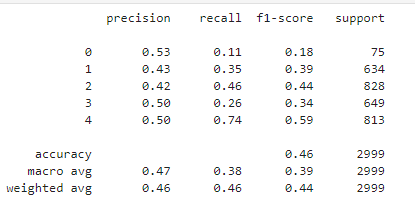 precision recall f1-score support
0 0.53 0.11 0.18 75
1 0.43 0.35 0.39 634
2 0.42 0.46 0.44 828
3 0.50 0.26 0.34 649
4 0.50 0.74 0.59 813
accuracy 0.46 2999
macro avg 0.47 0.38 0.39 2999
weighted avg 0.46 0.46 0.44 2999